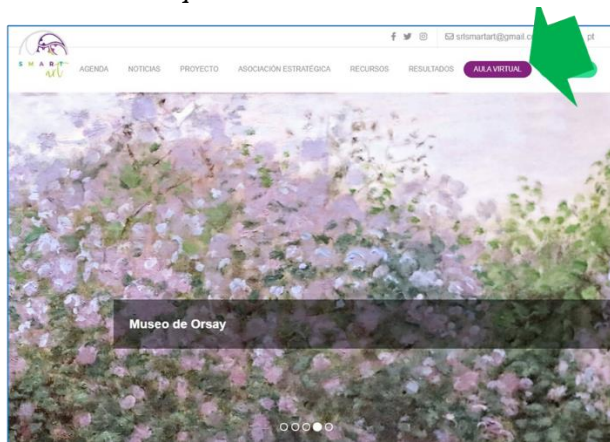 srlsmartart@gmail.c
pt
SMART
art
AGENDA NOTICIAS PROYECTO ASOCIACIÓN ESTRATÉGICA RECURSOS RESULTADOS AULA VIRTUAL
Museo de Orsay